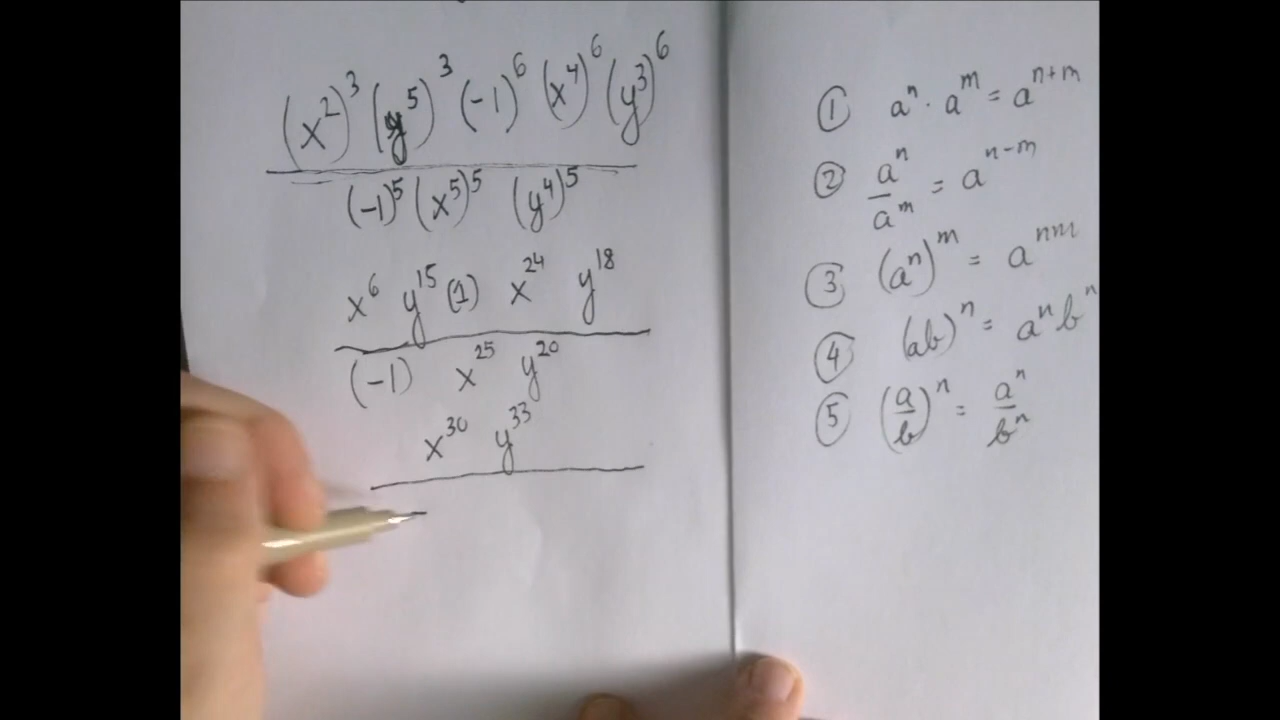 (x²)³ (y⁵)³ (-1)⁶ (x⁴)⁶ (y³)⁶
(-1)⁵ (x⁵)⁵ (y⁴)⁵
x⁶ y¹⁵ (1) x²⁴ y¹⁸
(-1) x²⁵ y²⁰
x³⁰ y³³
① aⁿ · aᵐ = aⁿ⁺ᵐ
② aⁿ/aᵐ = aⁿ⁻ᵐ
③ (aⁿ)ᵐ = aⁿᵐ
④ (ab)ⁿ = aⁿbⁿ
⑤ (a/b)ⁿ = aⁿ/bⁿ